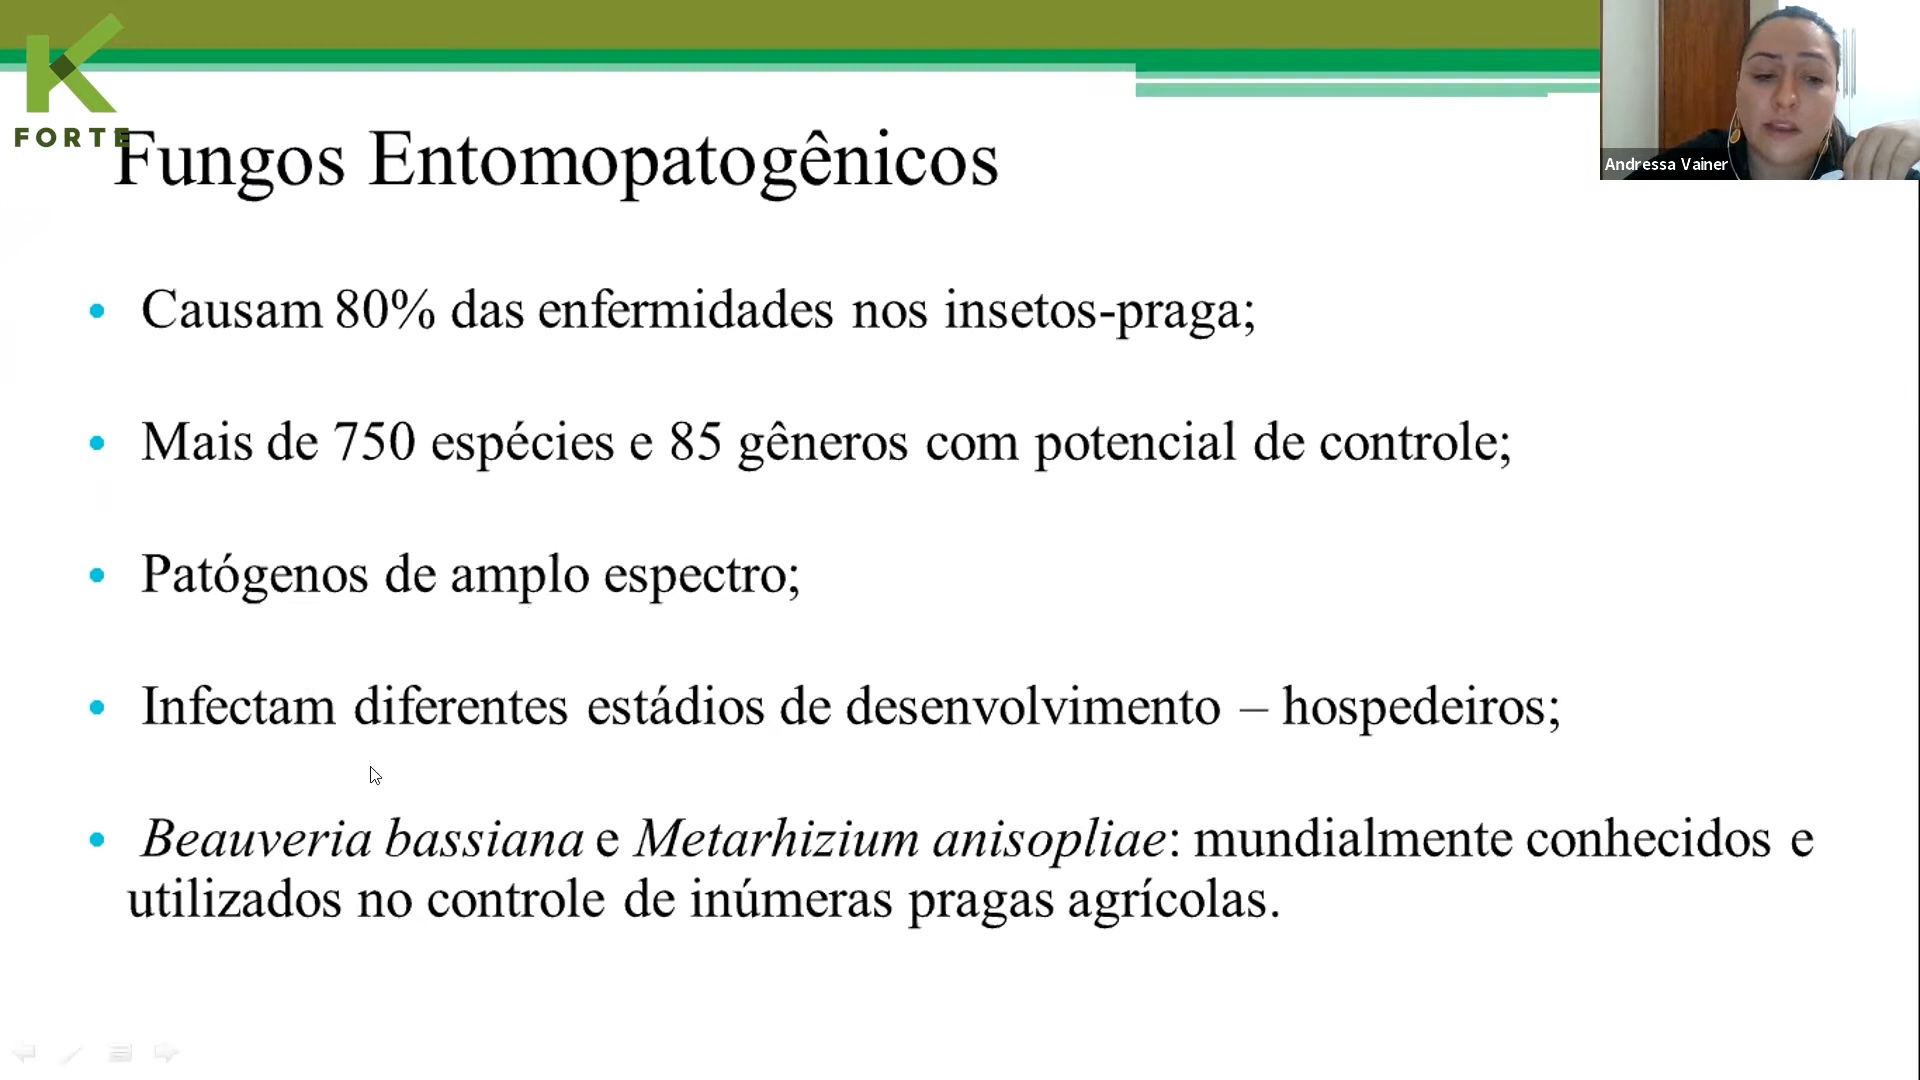 FORTE
Andressa Vainer
Fungos Entomopatogênicos
• Causam 80% das enfermidades nos insetos-praga;
• Mais de 750 espécies e 85 gêneros com potencial de controle;
• Patógenos de amplo espectro;
• Infectam diferentes estádios de desenvolvimento – hospedeiros;
• Beauveria bassiana e Metarhizium anisopliae: mundialmente conhecidos e
utilizados no controle de inúmeras pragas agrícolas.